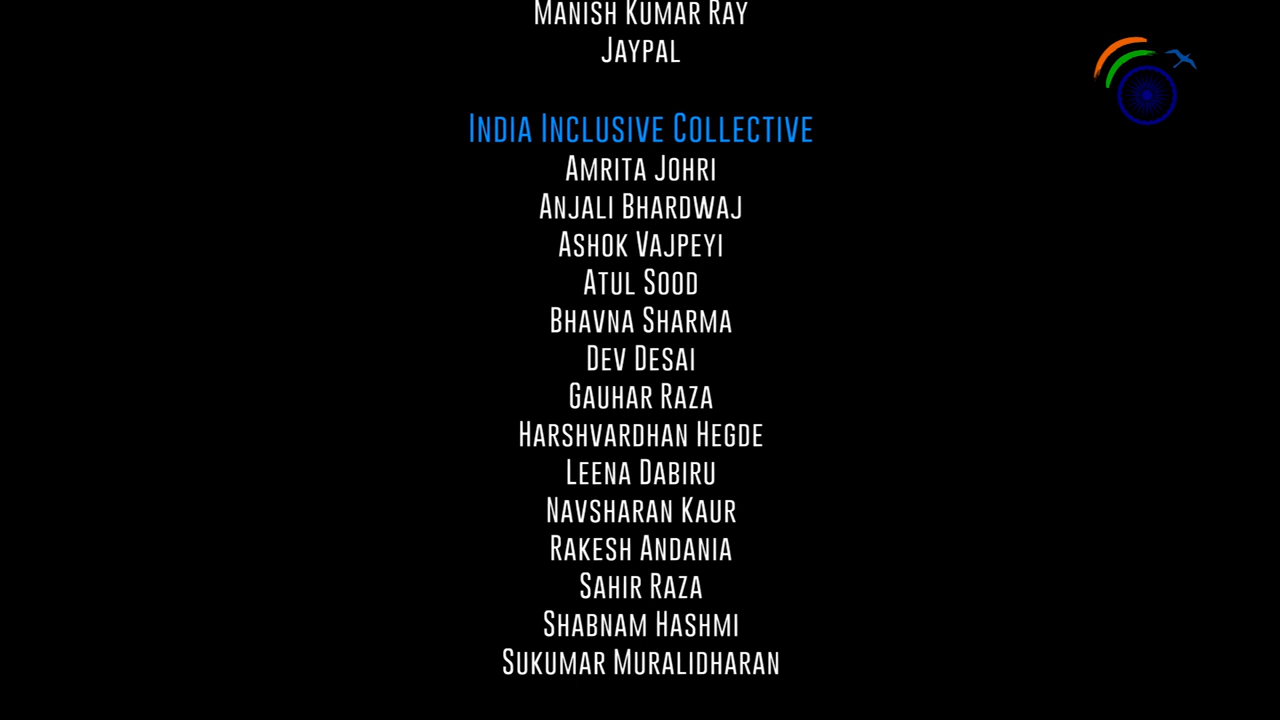 Manish Kumar Ray
Jaypal
India Inclusive Collective
Amrita Johri
Anjali Bhardwaj
Ashok Vajpeyi
Atul Sood
Bhavna Sharma
Dev Desai
Gauhar Raza
Harshvardhan Hegde
Leena Dabiru
Navsharan Kaur
Rakesh Andania
Sahir Raza
Shabnam Hashmi
Sukumar Muralidharan